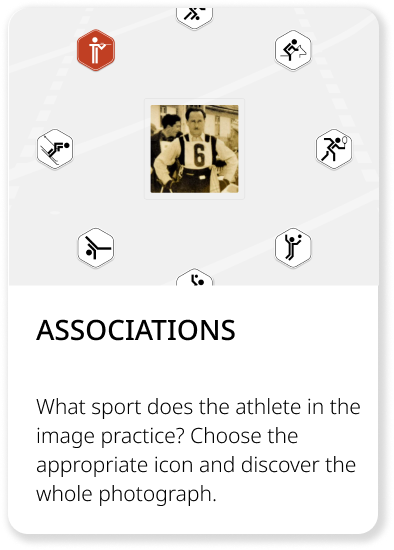 6
ASSOCIATIONS
What sport does the athlete in the
image practice? Choose the
appropriate icon and discover the
whole photograph.